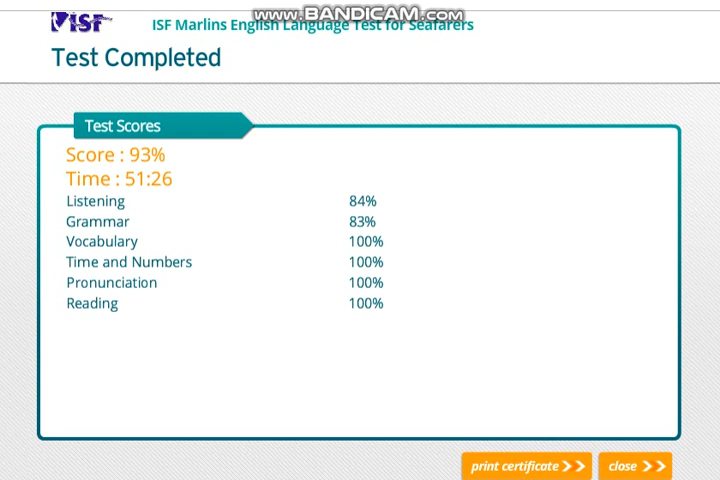 www.BANDICAM.com
ISF
ISF Marlins English Language Test for Seafarers
Test Completed
Test Scores
Score : 93%
Time : 51:26
Listening 84%
Grammar 83%
Vocabulary 100%
Time and Numbers 100%
Pronunciation 100%
Reading 100%
print certificate >>
close >>